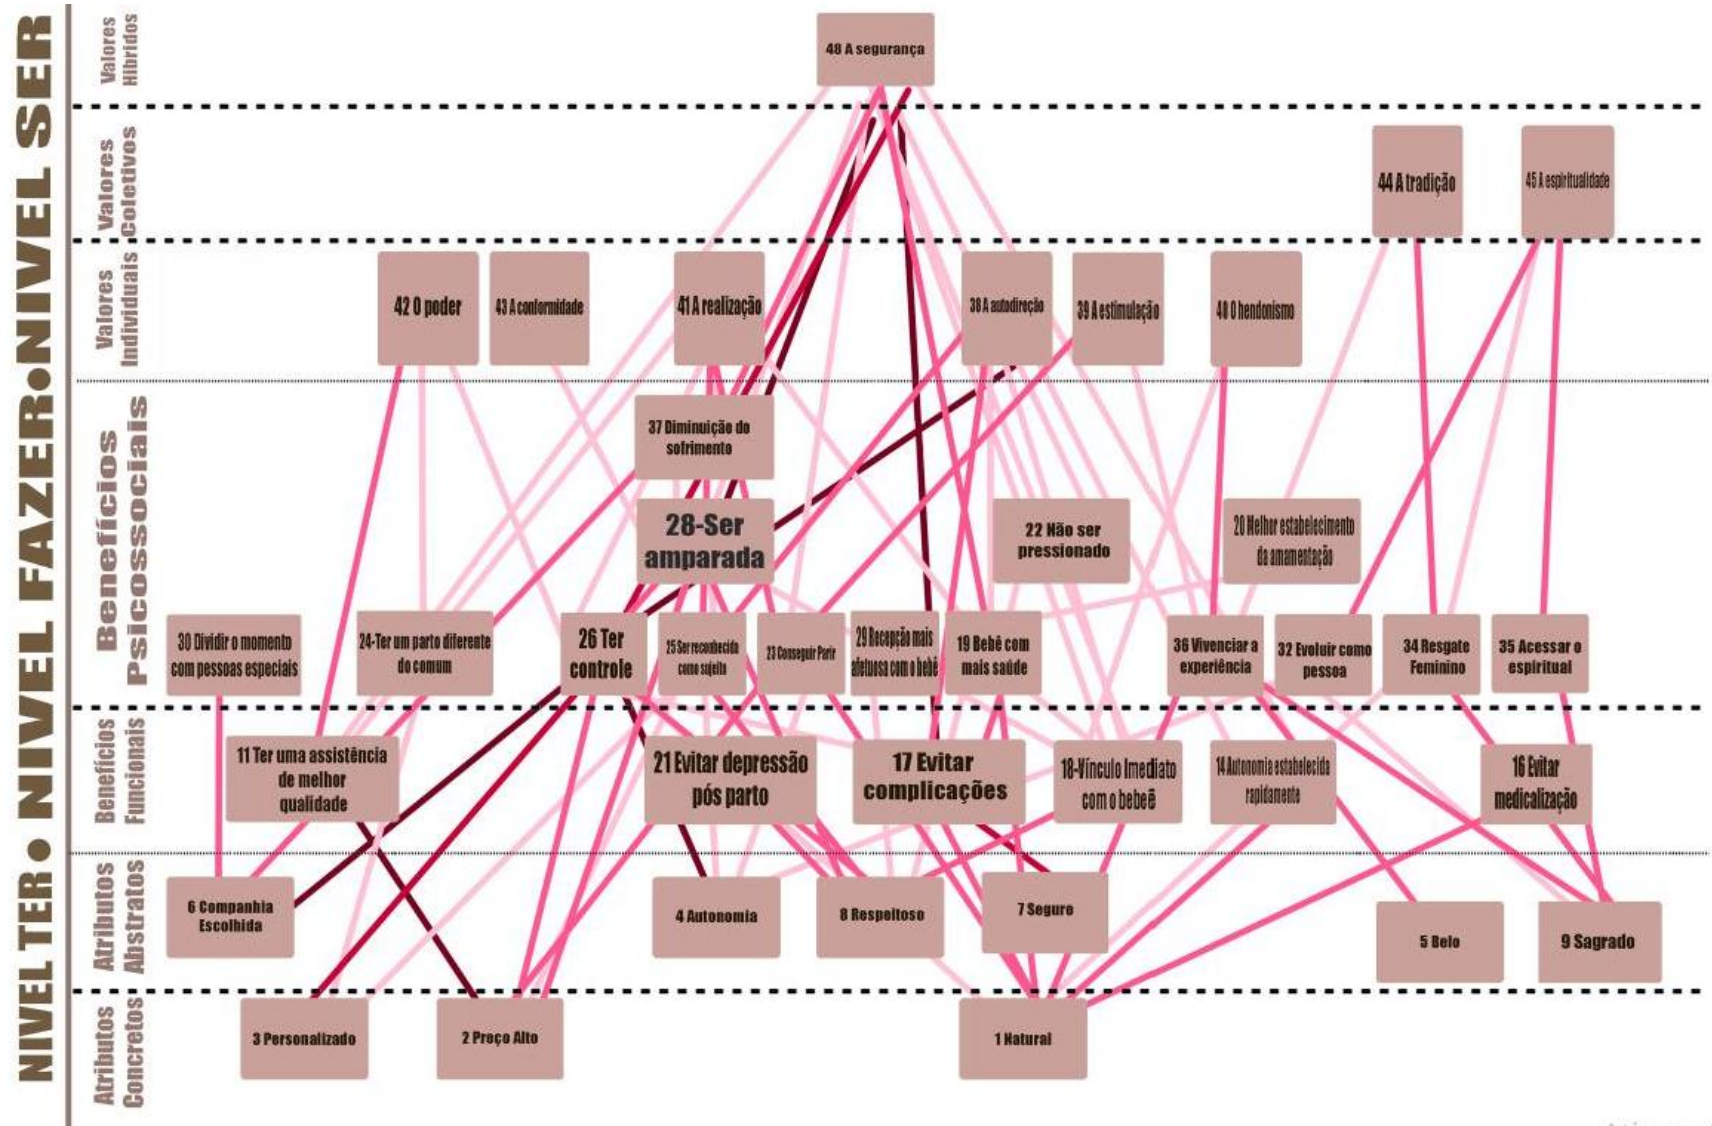 NIVEL TER• NIVEL FAZER•NIVEL SER
Valores
Hibridos
48 A segurança
Valores
Coletivos
44 A tradição
45 A espiritualidade
Valores
Individuais
42 O poder
43 A conformidade
41 A realização
38 A autodireção
39 A estimulação
40 O hendonismo
Benefícios
Psicossociais
37 Diminuição do
sofrimento
28-Ser
amparada
22 Não ser
pressionado
20 Melhor estabelecimento
da amamentação
30 Dividir o momento
com pessoas especiais
24-Ter um parto diferente
do comum
26 Ter
controle
25 Ser reconhecida
como sujeito
23 Conseguir Parir
29 Recepção mais
afetuosa com o bebê
19 Bebê com
mais saúde
36 Vivenciar a
experiência
32 Evoluir como
pessoa
34 Resgate
Feminino
35 Acessar o
espiritual
Benefícios
Funcionais
11 Ter uma assistência
de melhor
qualidade
21 Evitar depressão
pós parto
17 Evitar
complicações
18-Vínculo Imediato
com o bebeê
14 Autonomia estabelecida
rapidamente
16 Evitar
medicalização
Atributos
Abstratos
6 Companhia
Escolhida
4 Autonomia
8 Respeitoso
7 Seguro
5 Belo
9 Sagrado
Atributos
Concretos
3 Personalizado
2 Preço Alto
1 Natural